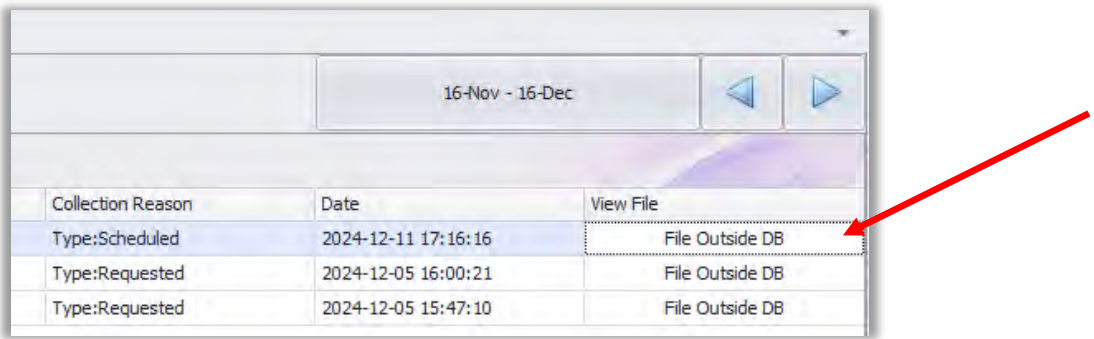 16-Nov - 16-Dec
Collection Reason Date View File
Type:Scheduled 2024-12-11 17:16:16 File Outside DB
Type:Requested 2024-12-05 16:00:21 File Outside DB
Type:Requested 2024-12-05 15:47:10 File Outside DB